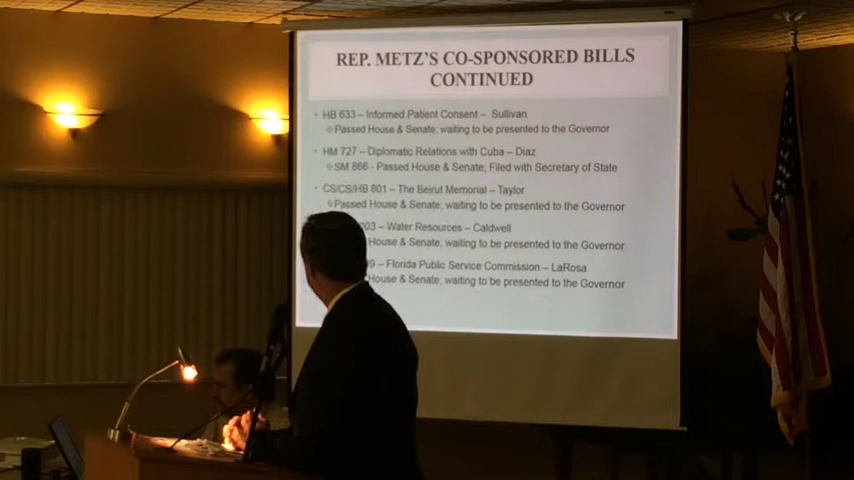 REP. METZ'S CO-SPONSORED BILLS
CONTINUED
HB 633 – Informed Patient Consent – Sullivan
Passed House & Senate; waiting to be presented to the Governor
HM 727 – Diplomatic Relations with Cuba – Diaz
SM 866 - Passed House & Senate; Filed with Secretary of State
CS/CS/HB 801 – The Beirut Memorial – Taylor
Passed House & Senate; waiting to be presented to the Governor
03 – Water Resources – Caldwell
House & Senate; waiting to be presented to the Governor
9 – Florida Public Service Commission – LaRosa
House & Senate; waiting to be presented to the Governor